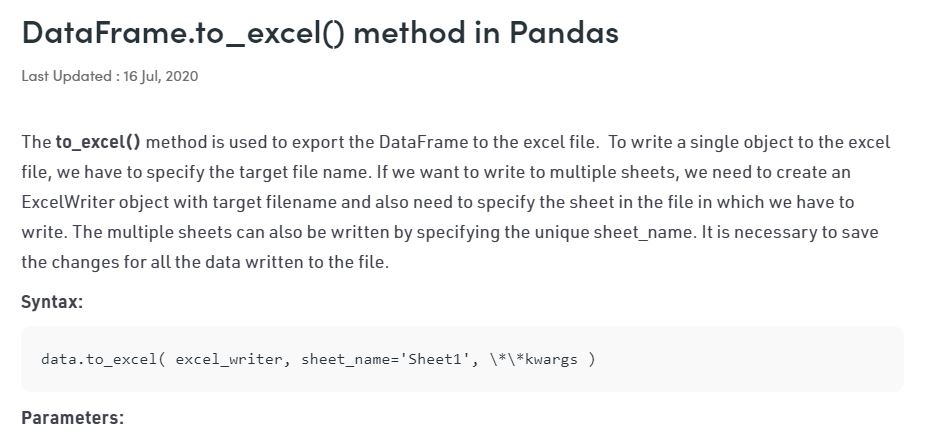 DataFrame.to_excel() method in Pandas
Last Updated : 16 Jul, 2020
The to_excel() method is used to export the DataFrame to the excel file.  To write a single object to the excel
file, we have to specify the target file name. If we want to write to multiple sheets, we need to create an
ExcelWriter object with target filename and also need to specify the sheet in the file in which we have to
write. The multiple sheets can also be written by specifying the unique sheet_name. It is necessary to save
the changes for all the data written to the file.
Syntax:
data.to_excel( excel_writer, sheet_name='Sheet1', \*\*kwargs )
Parameters: